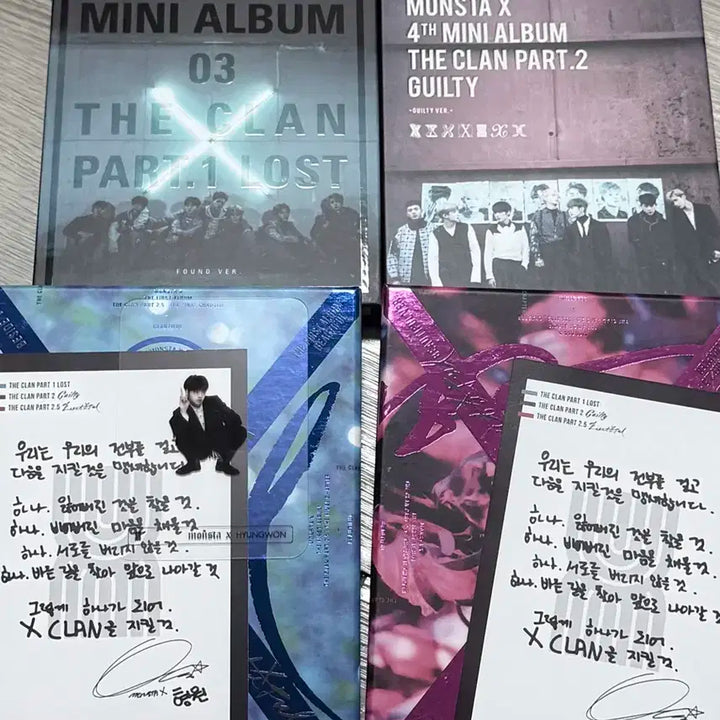 MINI ALBUM
03
THE CLAN
PART.1 LOST
FOUND VER.
MONSTA X
4TH MINI ALBUM
THE CLAN PART.2
GUILTY
-GUILTY VER.-
THE CLAN PART 1 LOST
THE CLAN PART 2 Guilty
THE CLAN PART 2.5
우리는 우리의 전부를 걸고
다음을 지킬것을 맹세합니다.
하나. 잃어버린 것을 찾을 것.
하나. 비어버린 마음을 채울 것.
하나. 서로를 버리지 않을 것.
하나. 바른 길을 찾아 앞으로 나아갈 것.
그렇게 하나가 되어.
X CLAN을 지킬 것.
MONSTA X 형원
monsta X HYUNGWON
THE CLAN PART 1 LOST
THE CLAN PART 2 Guilty
THE CLAN PART 2.5
우리는 우리의 전부를 걸고
다음을 지킬것을 맹세합니다.
하나. 잃어버린 것을 찾을 것.
하나. 비어버린 마음을 채울 것.
하나. 서로를 버리지 않을 것.
하나. 바른 길을 찾아 앞으로 나아갈
그렇게 하나가 되어.
X CLAN을 지킬 것.